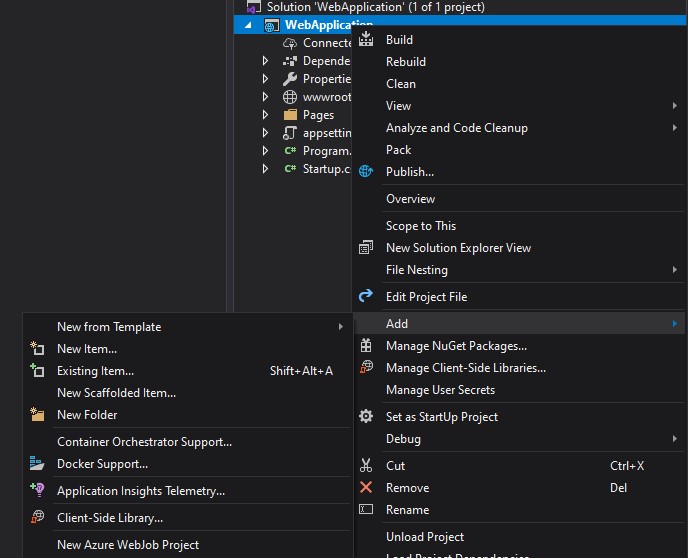 Solution 'WebApplication' (1 of 1 project)
WebApplication
Connecte
Depende
Propertie
wwwroot
Pages
appsettin
C# Program.
C# Startup.c
Build
Rebuild
Clean
View
Analyze and Code Cleanup
Pack
Publish...
Overview
Scope to This
New Solution Explorer View
File Nesting
Edit Project File
Add
Manage NuGet Packages...
Manage Client-Side Libraries...
Manage User Secrets
Set as StartUp Project
Debug
Cut Ctrl+X
Remove Del
Rename
Unload Project
Load Project Dependencies
New from Template
New Item...
Existing Item... Shift+Alt+A
New Scaffolded Item...
New Folder
Container Orchestrator Support...
Docker Support...
Application Insights Telemetry...
Client-Side Library...
New Azure WebJob Project